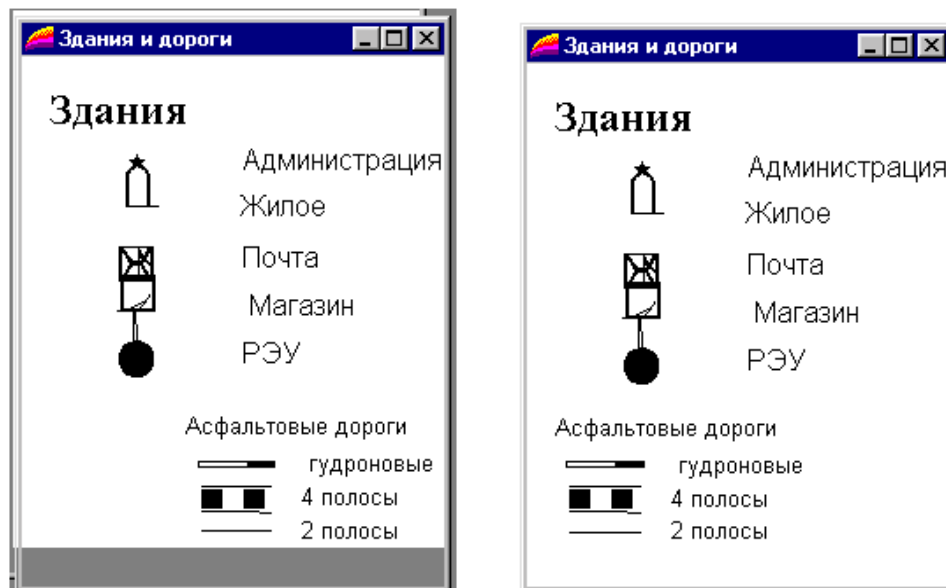 Здания и дороги
Здания
Администрация
Жилое
Почта
Магазин
РЭУ
Асфальтовые дороги
гудроновые
4 полосы
2 полосы
Здания и дороги
Здания
Администрация
Жилое
Почта
Магазин
РЭУ
Асфальтовые дороги
гудроновые
4 полосы
2 полосы